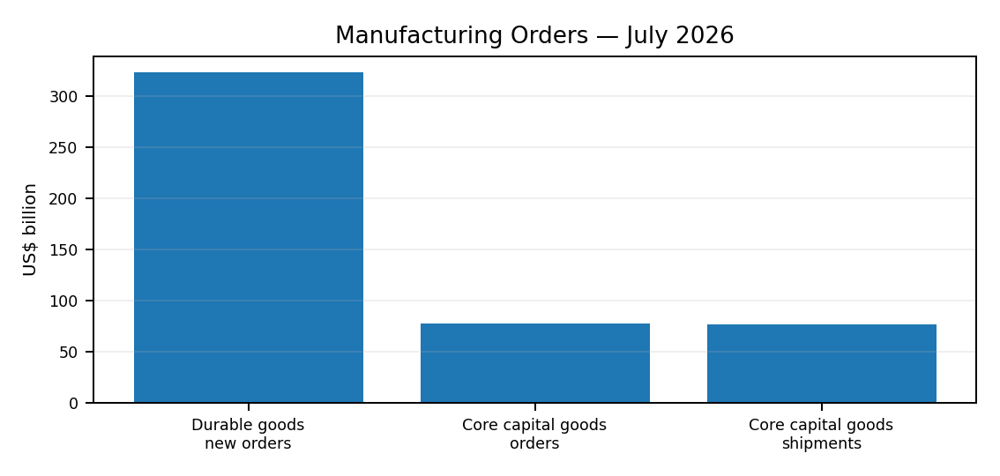 Manufacturing Orders — July 2026
US$ billion
300
250
200
150
100
50
0
Durable goods
new orders
Core capital goods
orders
Core capital goods
shipments